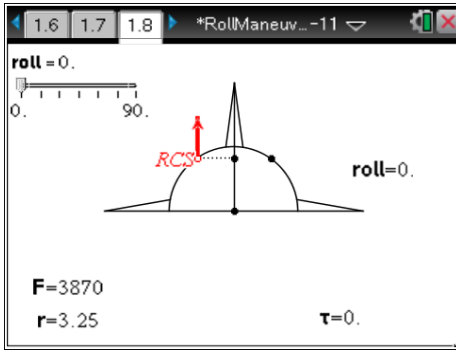 1.6 1.7 1.8 *RollManeuv...-11
roll = 0.
0. 90.
RCS
roll=0.
F=3870
r=3.25
τ=0.